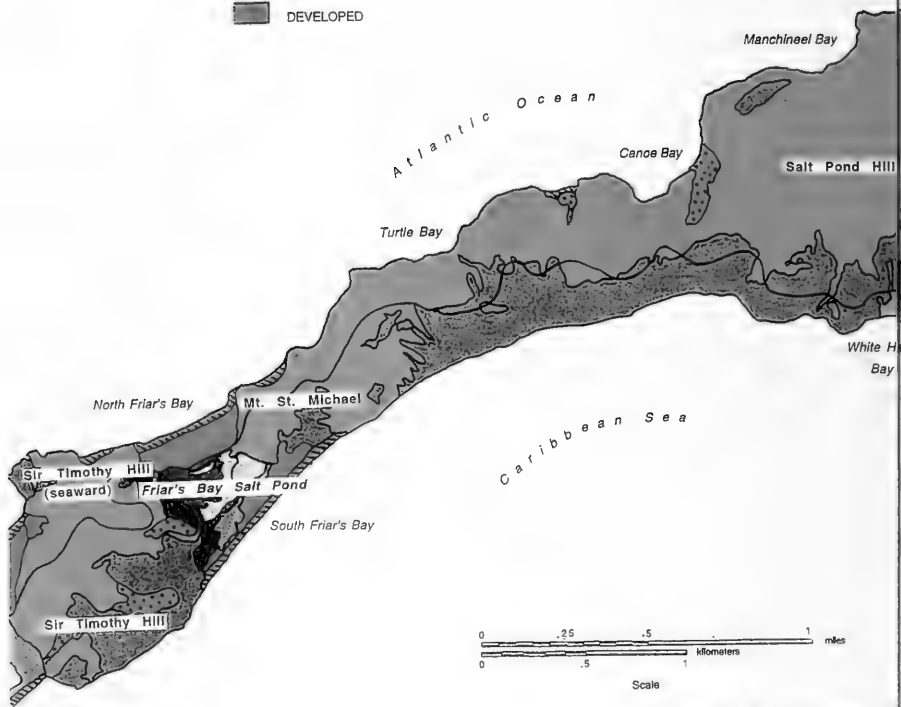 DEVELOPED
Manchineel Bay
Atlantic Ocean
Canoe Bay
Salt Pond Hill
Turtle Bay
White H
Bay
North Friar's Bay
Mt. St. Michael
Caribbean Sea
Sir Timothy Hill
(seaward)
Friar's Bay Salt Pond
South Friar's Bay
Sir Timothy Hill
0 .25 .5 . 1 miles
kilometers
0 .5 1
Scale